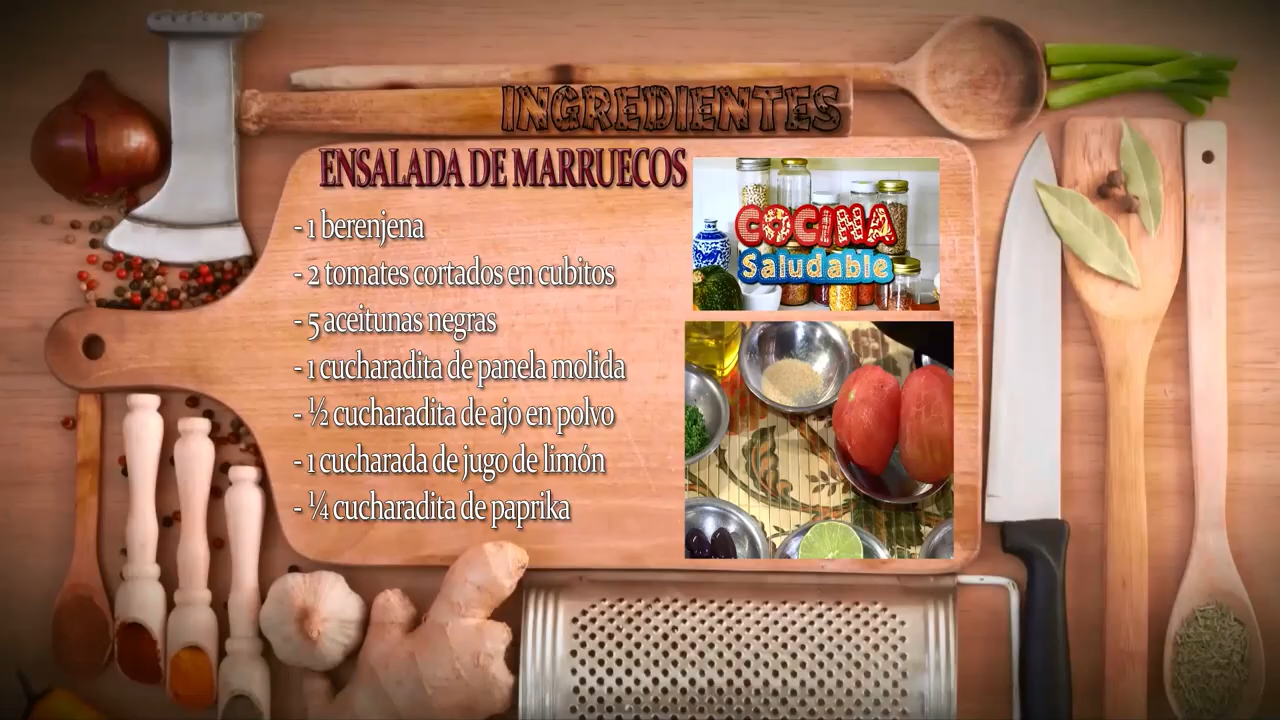 INGREDIENTES
ENSALADA DE MARRUECOS
COCINA
Saludable
- 1 berenjena
- 2 tomates cortados en cubitos
- 5 aceitunas negras
- 1 cucharadita de panela molida
- ½ cucharadita de ajo en polvo
- 1 cucharada de jugo de limón
- ¼ cucharadita de paprika